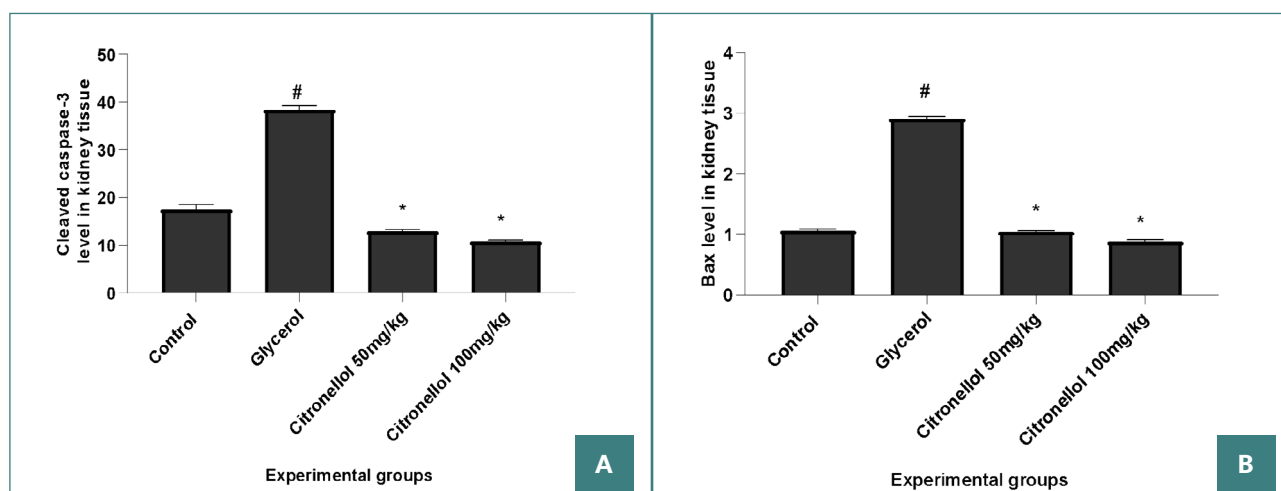 50
40
30
20
10
0
Cleaved caspase-3
level in kidney tissue
#
*
*
Control
Glycerol
Citronellol 50mg/kg
Citronellol 100mg/kg
Experimental groups
A
4
3
2
1
0
Bax level in kidney tissue
#
*
*
Control
Glycerol
Citronellol 50mg/kg
Citronellol 100mg/kg
Experimental groups
B